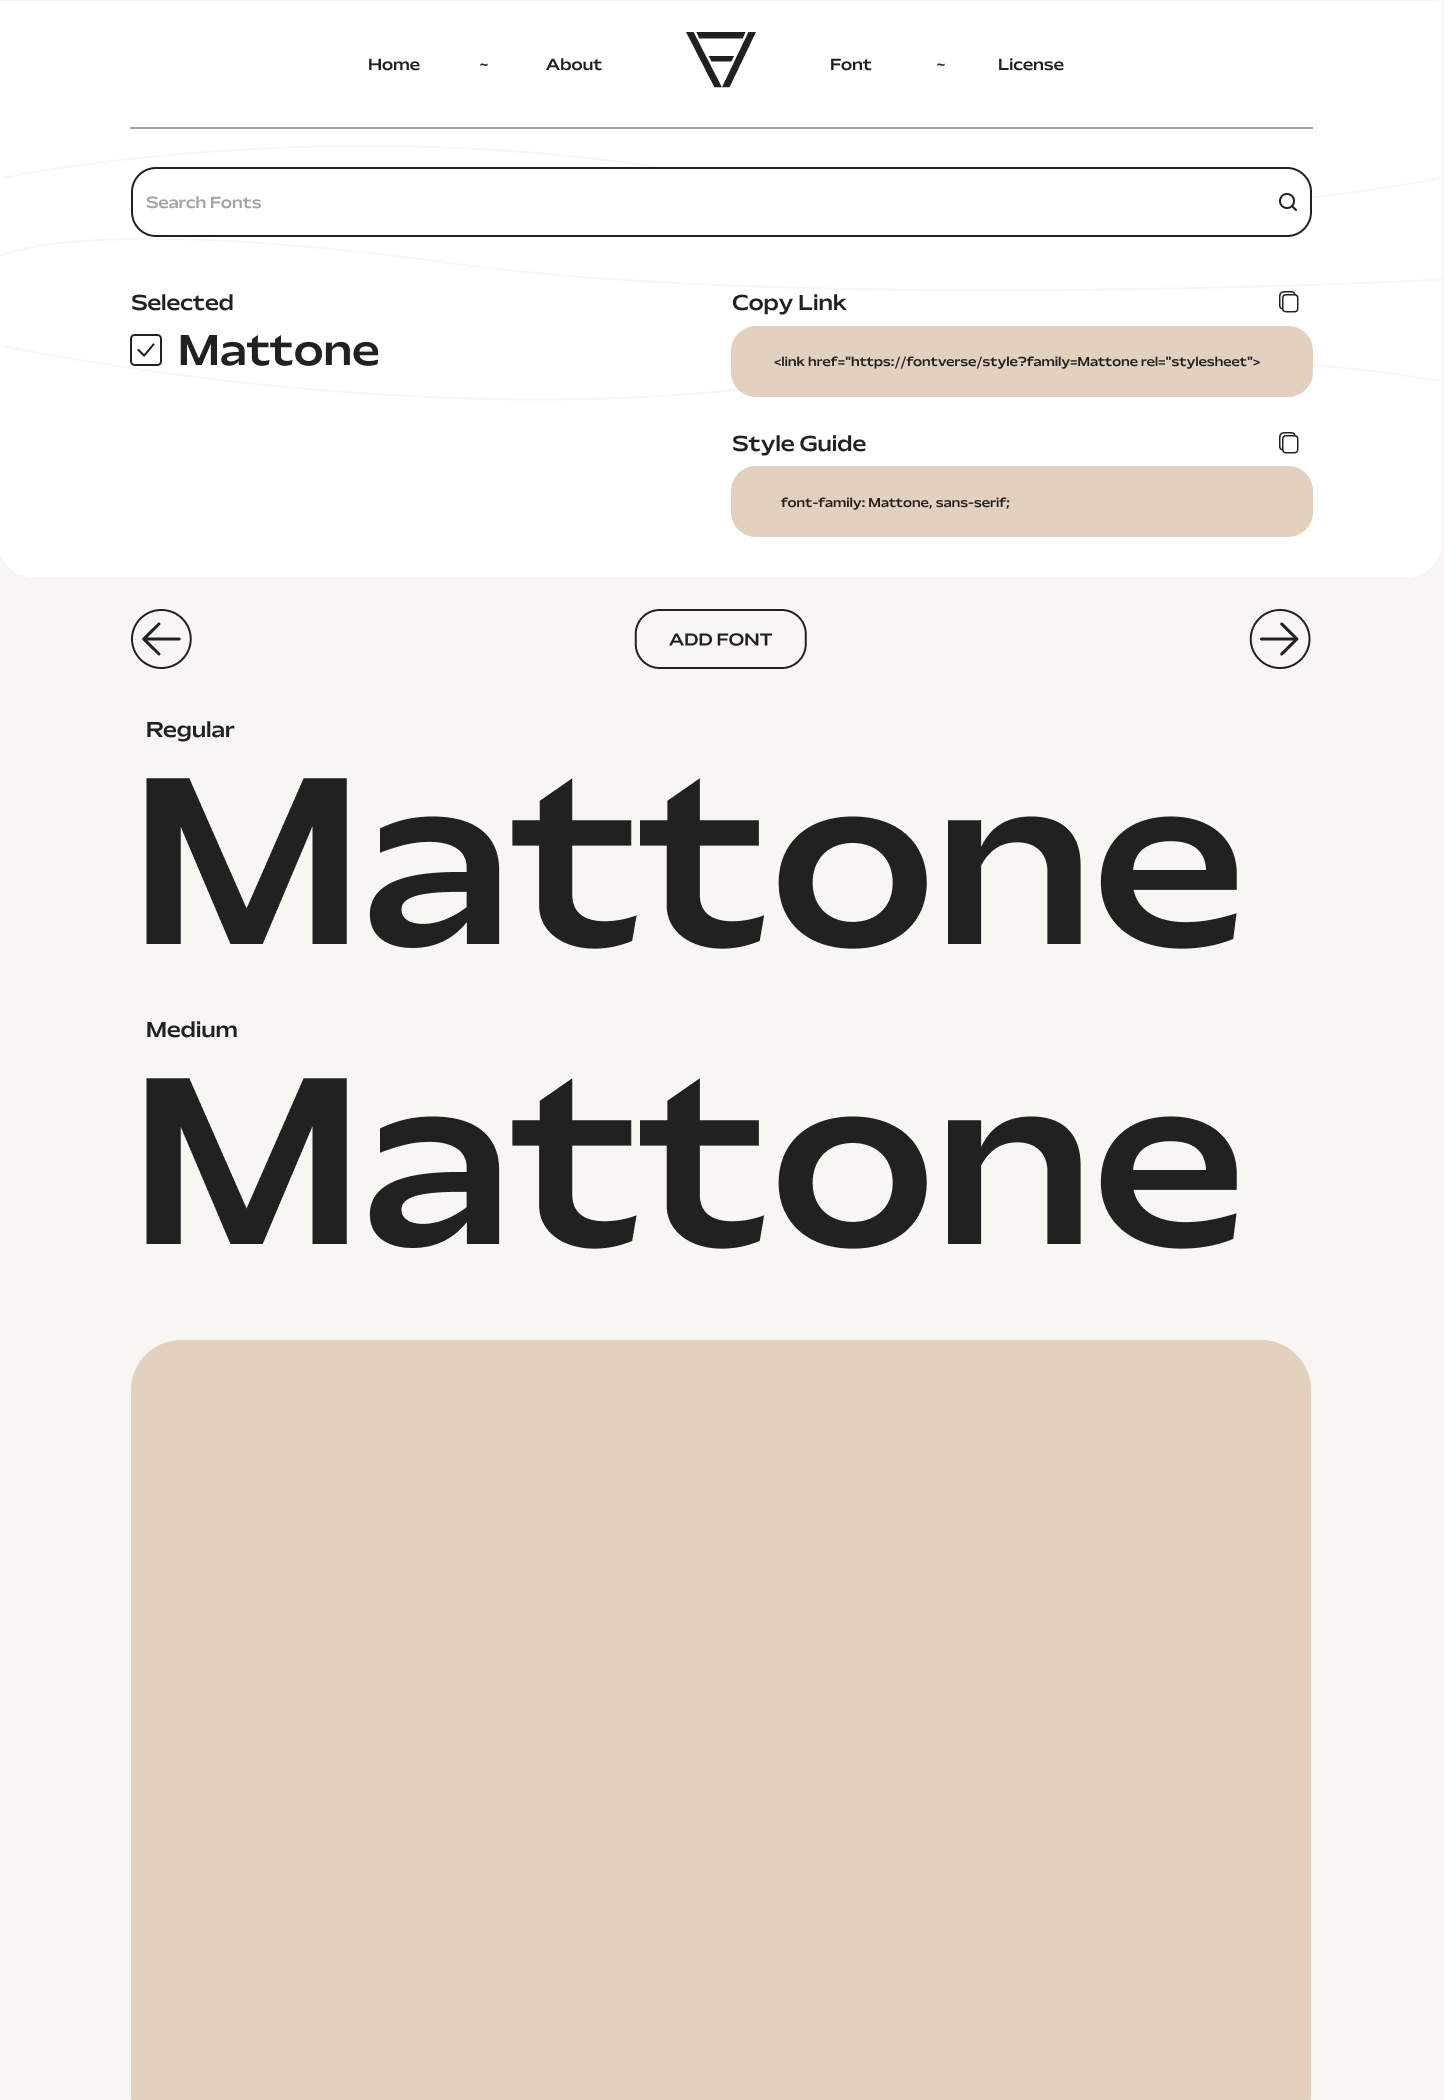 Home ~ About Font ~ License
Search Fonts
Selected
Mattone
Copy Link
<link href="https://fontverse/style?family=Mattone rel="stylesheet">
Style Guide
font-family: Mattone, sans-serif;
ADD FONT
Regular
Mattone
Medium
Mattone